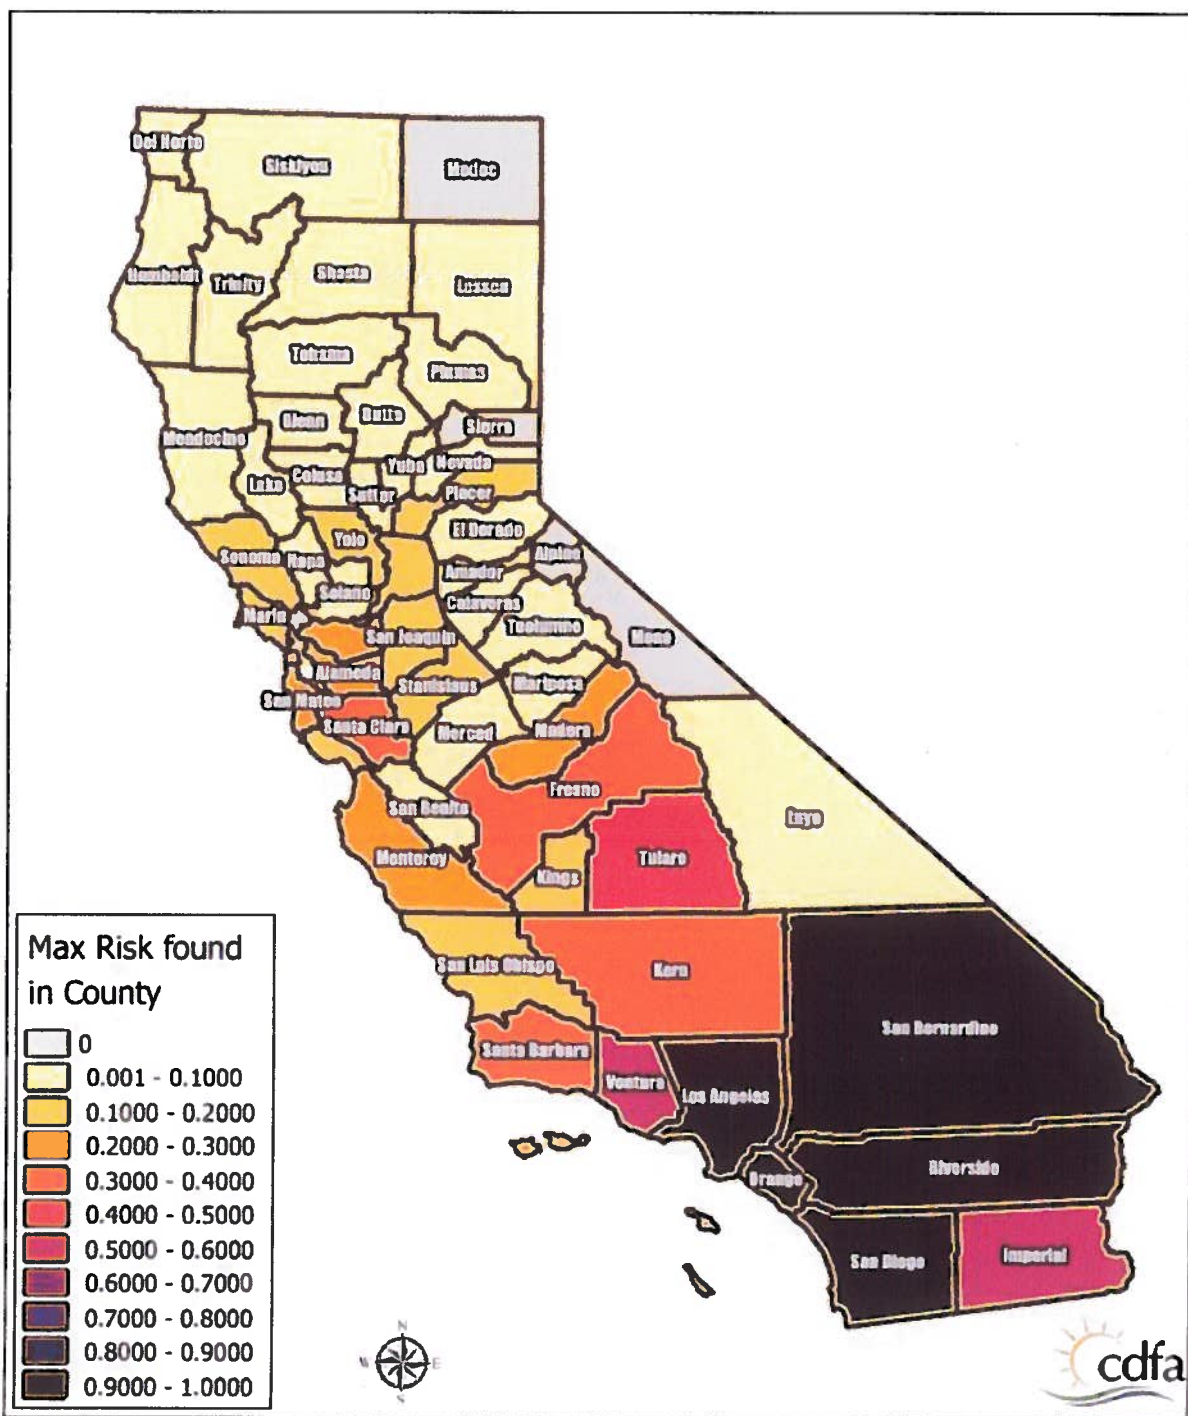 Del Norte
Siskiyou
Modoc
Humboldt
Trinity
Shasta
Lassen
Tehama
Plumas
Glenn
Butte
Sierra
Mendocino
Lake
Colusa
Sutter
Yuba
Nevada
Placer
El Dorado
Sonoma
Napa
Yolo
Alpine
Amador
Solano
Calaveras
Marin
San Joaquin
Tuolumne
Mono
Alameda
Stanislaus
Mariposa
San Mateo
Santa Clara
Merced
Madera
Fresno
San Benito
Inyo
Monterey
Kings
Tulare
San Luis Obispo
Kern
San Bernardino
Santa Barbara
Ventura
Los Angeles
Orange
Riverside
San Diego
Imperial
Max Risk found
in County
0
0.001 - 0.1000
0.1000 - 0.2000
0.2000 - 0.3000
0.3000 - 0.4000
0.4000 - 0.5000
0.5000 - 0.6000
0.6000 - 0.7000
0.7000 - 0.8000
0.8000 - 0.9000
0.9000 - 1.0000
N
W E
S
cdfa